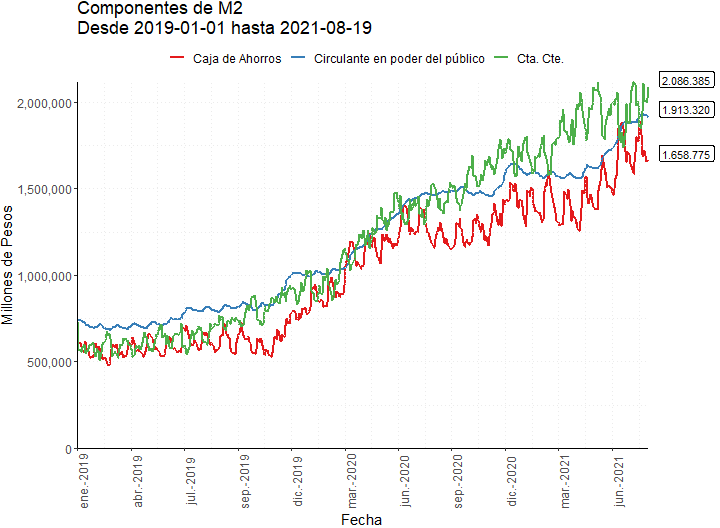 Componentes de M2
Desde 2019-01-01 hasta 2021-08-19
Caja de Ahorros Circulante en poder del público Cta. Cte.
2.086.385
1.913.320
1.658.775
2,000,000
1,500,000
1,000,000
500,000
0
Millones de Pesos
ene.-2019
abr.-2019
jul.-2019
sep.-2019
dic.-2019
mar.-2020
jun.-2020
sep.-2020
dic.-2020
mar.-2021
jun.-2021
Fecha